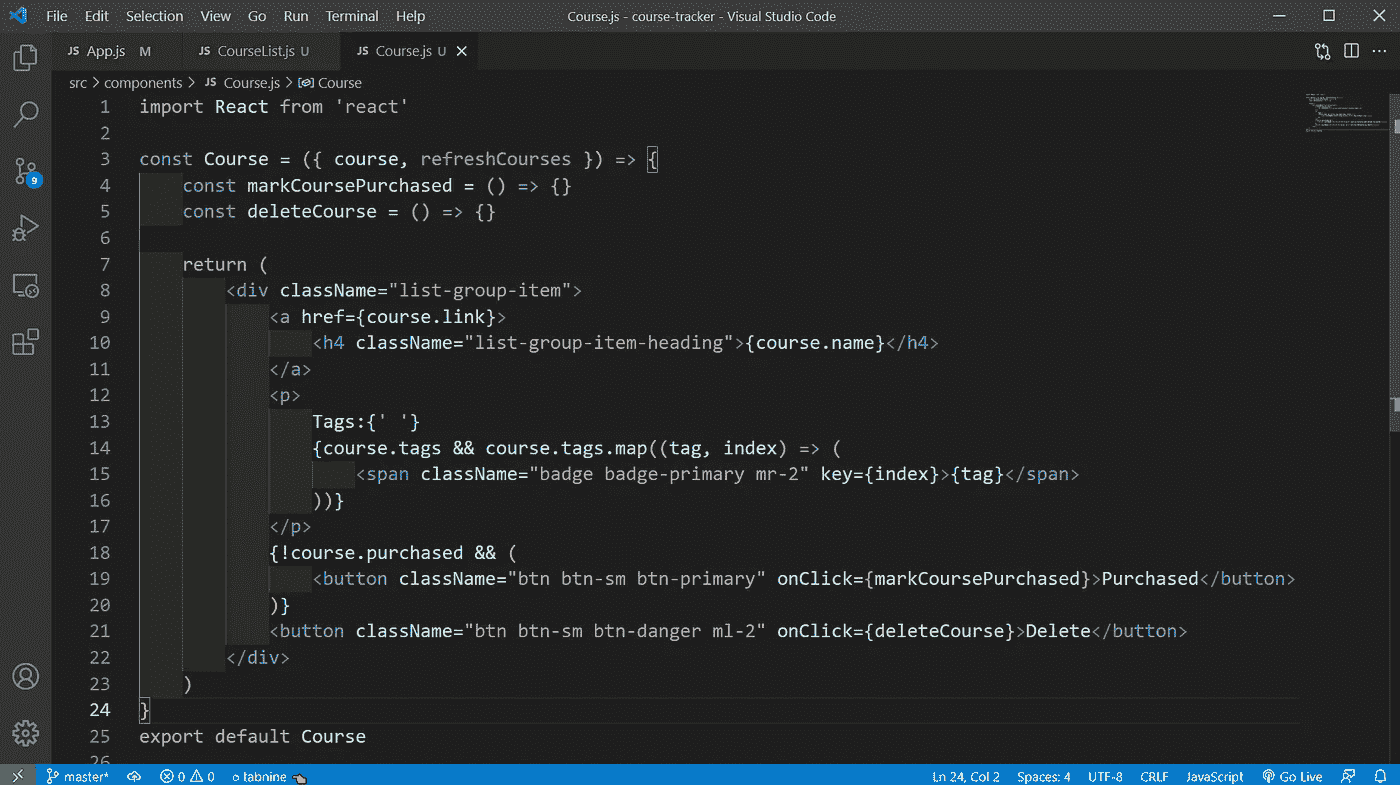 File Edit Selection View Go Run Terminal Help Course.js - course-tracker - Visual Studio Code
JS App.js M JS CourseList.js U JS Course.js U
src > components > JS Course.js > Course
1 import React from 'react'
2
3 const Course = ({ course, refreshCourses }) => {
4 const markCoursePurchased = () => {}
5 const deleteCourse = () => {}
6
7 return (
8 <div className="list-group-item">
9 <a href={course.link}>
10 <h4 className="list-group-item-heading">{course.name}</h4>
11 </a>
12 <p>
13 Tags:{' '}
14 {course.tags && course.tags.map((tag, index) => (
15 <span className="badge badge-primary mr-2" key={index}>{tag}</span>
16 ))}
17 </p>
18 {!course.purchased && (
19 <button className="btn btn-sm btn-primary" onClick={markCoursePurchased}>Purchased</button>
20 )}
21 <button className="btn btn-sm btn-danger ml-2" onClick={deleteCourse}>Delete</button>
22 </div>
23 )
24 }
25 export default Course
26
9
master* 0 0 tabnine Ln 24, Col 2 Spaces: 4 UTF-8 CRLF JavaScript Go Live